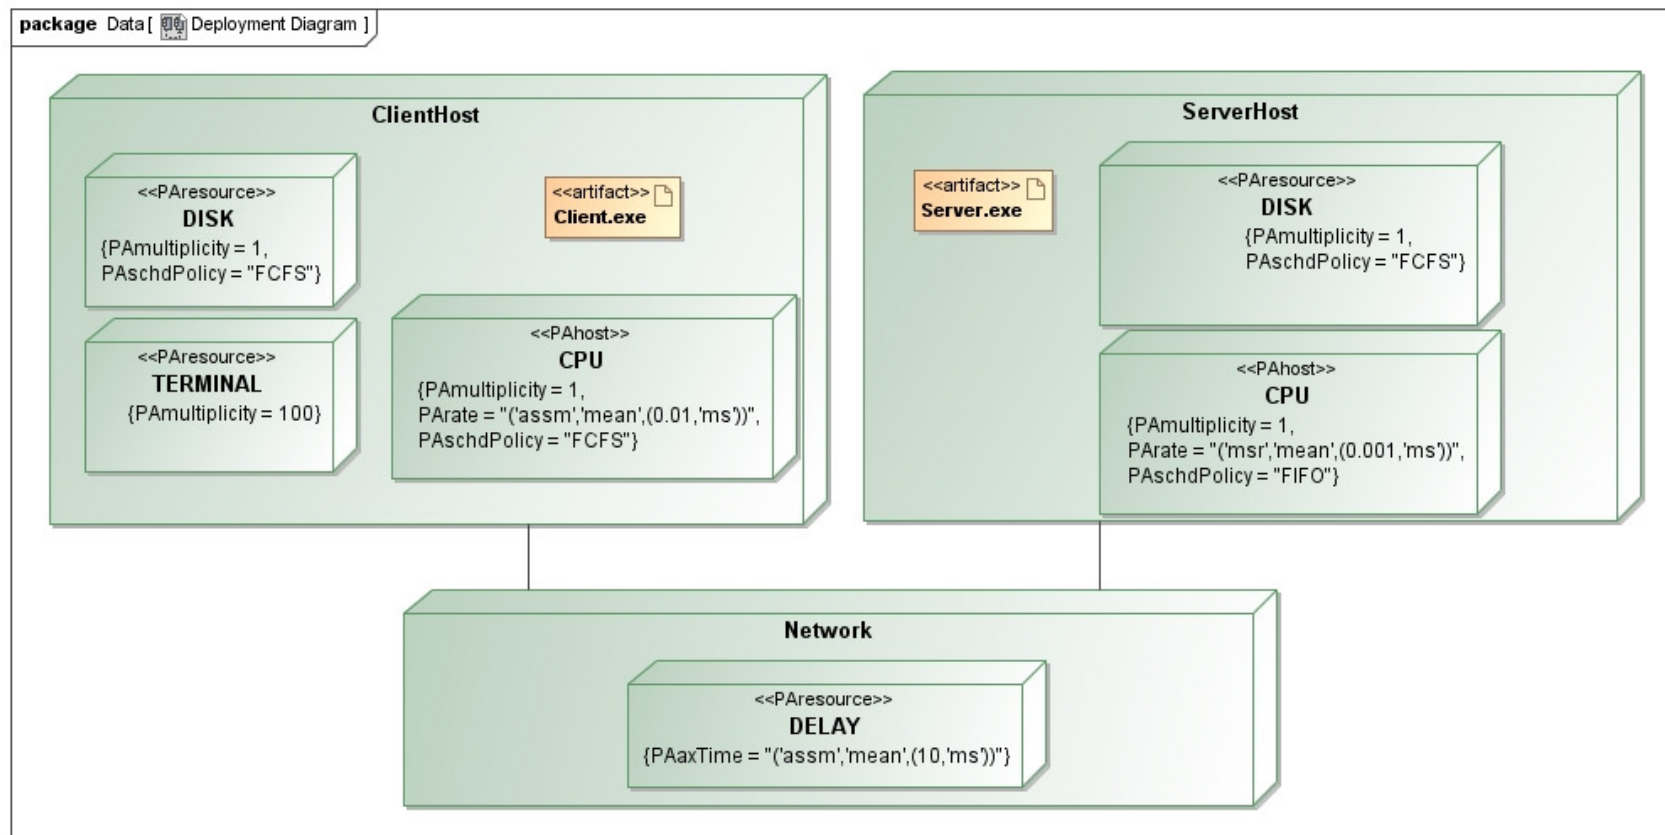 package Data [ Deployment Diagram ]
ClientHost
<<PAresource>>
DISK
{PAmultiplicity = 1,
PAschdPolicy = "FCFS"}
<<artifact>>
Client.exe
<<PAresource>>
TERMINAL
{PAmultiplicity = 100}
<<PAhost>>
CPU
{PAmultiplicity = 1,
PArate = "('assm','mean',(0.01,'ms'))",
PAschdPolicy = "FCFS"}
ServerHost
<<artifact>>
Server.exe
<<PAresource>>
DISK
{PAmultiplicity = 1,
PAschdPolicy = "FCFS"}
<<PAhost>>
CPU
{PAmultiplicity = 1,
PArate = "('msr','mean',(0.001,'ms'))",
PAschdPolicy = "FIFO"}
Network
<<PAresource>>
DELAY
{PAaxTime = "('assm','mean',(10,'ms'))"}